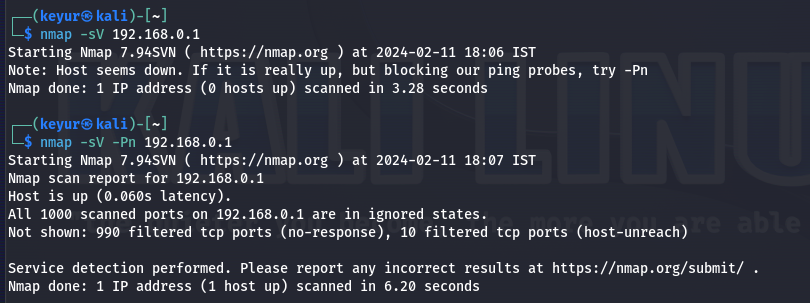 ┌──(keyur㉿kali)-[~]
└─$ nmap -sV 192.168.0.1
Starting Nmap 7.94SVN ( https://nmap.org ) at 2024-02-11 18:06 IST
Note: Host seems down. If it is really up, but blocking our ping probes, try -Pn
Nmap done: 1 IP address (0 hosts up) scanned in 3.28 seconds
┌──(keyur㉿kali)-[~]
└─$ nmap -sV -Pn 192.168.0.1
Starting Nmap 7.94SVN ( https://nmap.org ) at 2024-02-11 18:07 IST
Nmap scan report for 192.168.0.1
Host is up (0.060s latency).
All 1000 scanned ports on 192.168.0.1 are in ignored states.
Not shown: 990 filtered tcp ports (no-response), 10 filtered tcp ports (host-unreach)
Service detection performed. Please report any incorrect results at https://nmap.org/submit/ .
Nmap done: 1 IP address (1 host up) scanned in 6.20 seconds
KALI LINU
the more you are able